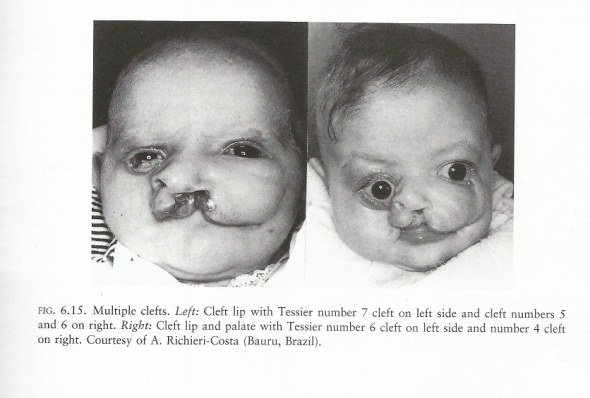 FIG. 6.15. Multiple clefts. Left: Cleft lip with Tessier number 7 cleft on left side and cleft numbers 5
and 6 on right. Right: Cleft lip and palate with Tessier number 6 cleft on left side and number 4 cleft
on right. Courtesy of A. Richieri-Costa (Bauru, Brazil).